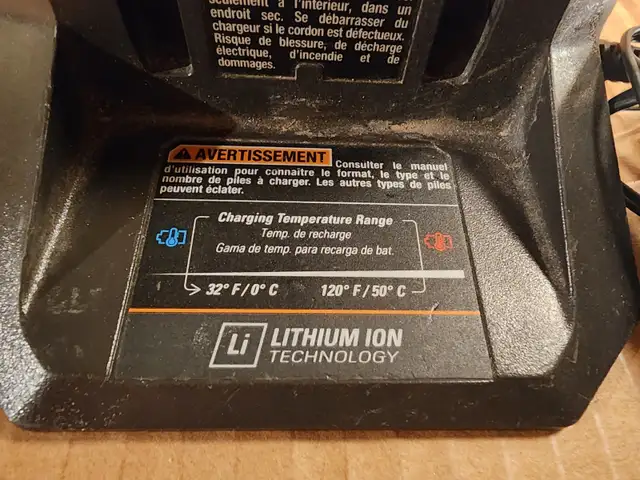 seulement à l'intérieur, dans un
endroit sec. Se débarrasser du
chargeur si le cordon est défectueux.
Risque de blessure, de décharge
électrique, d'incendie et de
dommages.
AVERTISSEMENT Consulter le manuel
d'utilisation pour connaître le format, le type et le
nombre de piles à charger. Les autres types de piles
peuvent éclater.
Charging Temperature Range
Temp. de recharge
Gama de temp. para recarga de bat.
32° F/0° C 120° F/50° C
Li LITHIUM ION
TECHNOLOGY